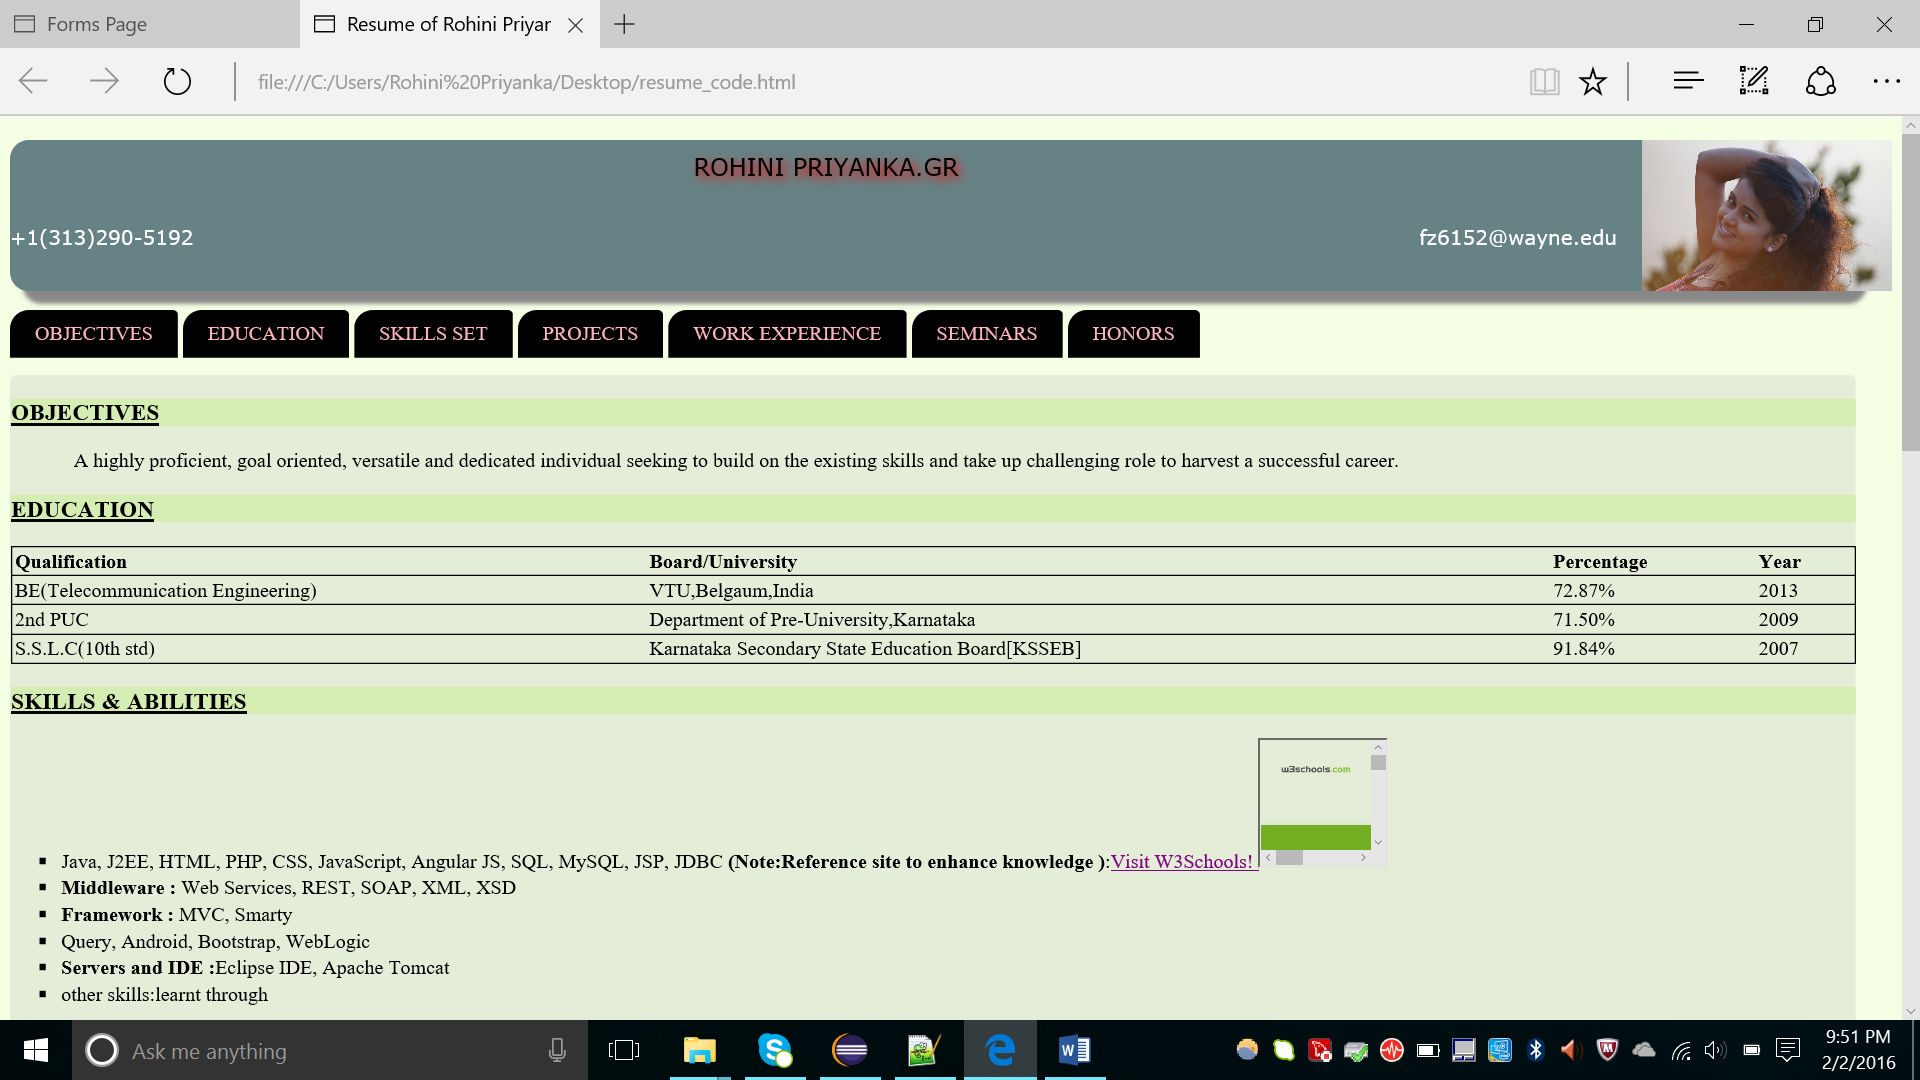 Forms Page
Resume of Rohini Priyar
file:///C:/Users/Rohini%20Priyanka/Desktop/resume_code.html
ROHINI PRIYANKA.GR
+1(313)290-5192
fz6152@wayne.edu
OBJECTIVES EDUCATION SKILLS SET PROJECTS WORK EXPERIENCE SEMINARS HONORS
OBJECTIVES
A highly proficient, goal oriented, versatile and dedicated individual seeking to build on the existing skills and take up challenging role to harvest a successful career.
EDUCATION
Qualification Board/University Percentage Year
BE(Telecommunication Engineering) VTU,Belgaum,India 72.87% 2013
2nd PUC Department of Pre-University,Karnataka 71.50% 2009
S.S.L.C(10th std) Karnataka Secondary State Education Board[KSSEB] 91.84% 2007
SKILLS & ABILITIES
w3schools.com
Java, J2EE, HTML, PHP, CSS, JavaScript, Angular JS, SQL, MySQL, JSP, JDBC (Note:Reference site to enhance knowledge ):Visit W3Schools!
Middleware : Web Services, REST, SOAP, XML, XSD
Framework : MVC, Smarty
Query, Android, Bootstrap, WebLogic
Servers and IDE :Eclipse IDE, Apache Tomcat
other skills:learnt through
Ask me anything
9:51 PM
2/2/2016